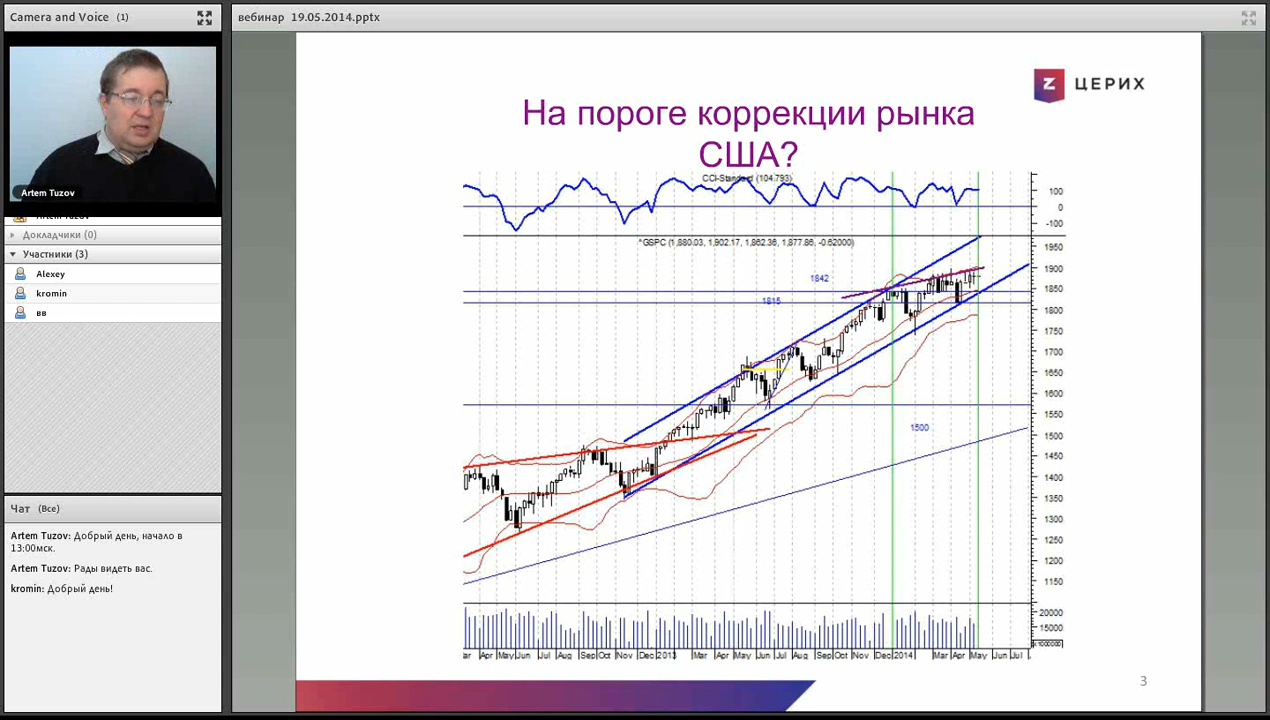 Camera and Voice (1)
вебинар 19.05.2014.pptx
Artem Tuzov
Artem Tuzov
Докладчики (0)
Участники (3)
Alexey
kromin
вв
Чат (Все)
Artem Tuzov: Добрый день, начало в
13:00мск.
Artem Tuzov: Рады видеть вас.
kromin: Добрый день!
Z ЦЕРИХ
На пороге коррекции рынка
США?
CCI-Standard (104.793)
100
0
-100
^GSPC (1,880.03, 1,902.17, 1,862.36, 1,877.86, -0.62000)
1950
1900
1850
1800
1750
1700
1650
1600
1550
1500
1450
1400
1350
1300
1250
1200
1150
1842
1815
1500
20000
15000
Apr May Jun Jul Aug Sep Oct Nov Dec 2013 Mar Apr May Jun Jul Aug Sep Oct Nov Dec 2014 Mar Apr May Jun Jul
3